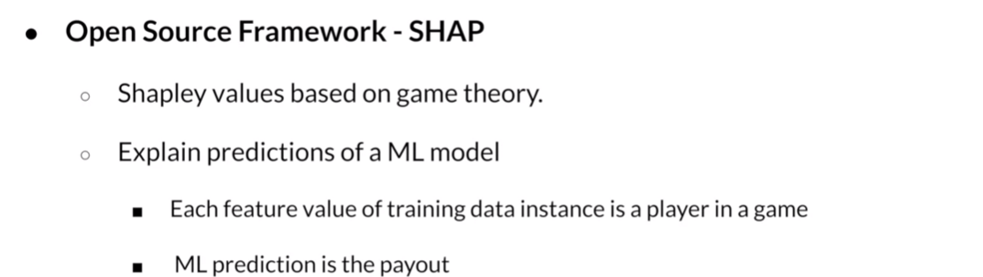 ● Open Source Framework - SHAP
○ Shapley values based on game theory.
○ Explain predictions of a ML model
■ Each feature value of training data instance is a player in a game
■ ML prediction is the payout